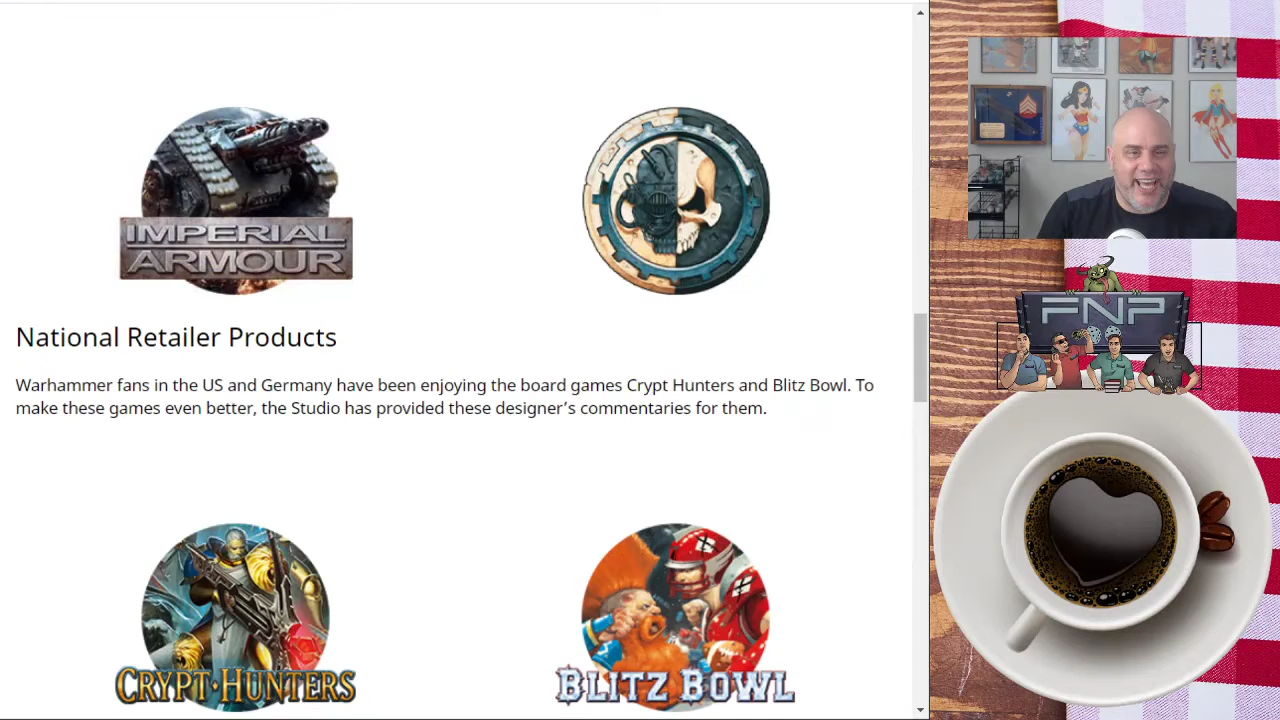 IMPERIAL
ARMOUR
National Retailer Products
Warhammer fans in the US and Germany have been enjoying the board games Crypt Hunters and Blitz Bowl. To
make these games even better, the Studio has provided these designer’s commentaries for them.
CRYPT·HUNTERS
BLITZ BOWL
FNP